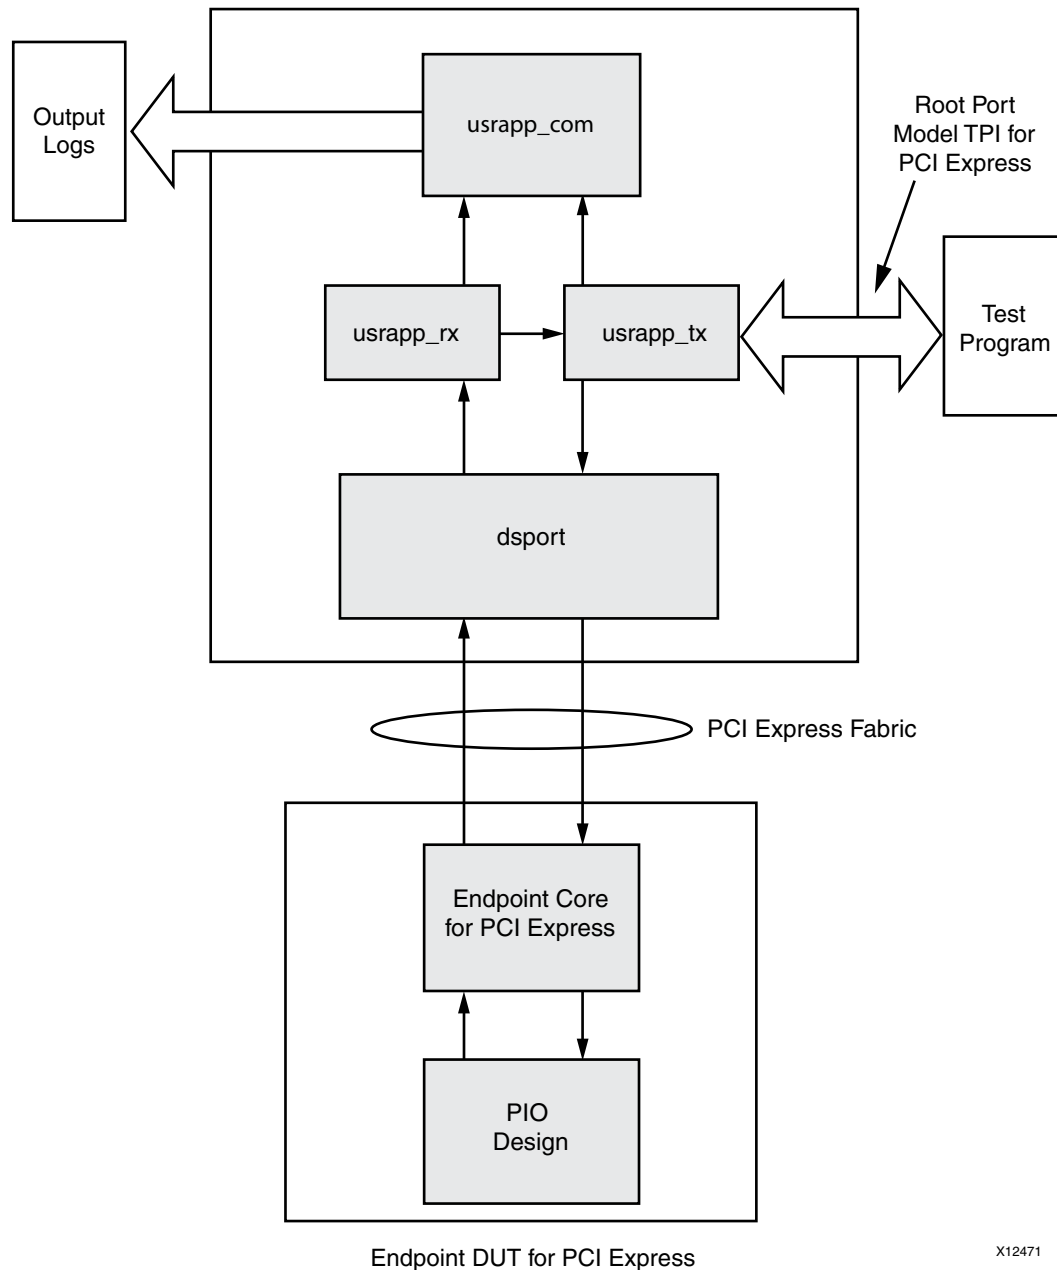 Output
Logs
usrapp_com
Root Port
Model TPI for
PCI Express
usrapp_rx
usrapp_tx
Test
Program
dsport
PCI Express Fabric
Endpoint Core
for PCI Express
PIO
Design
Endpoint DUT for PCI Express
X12471